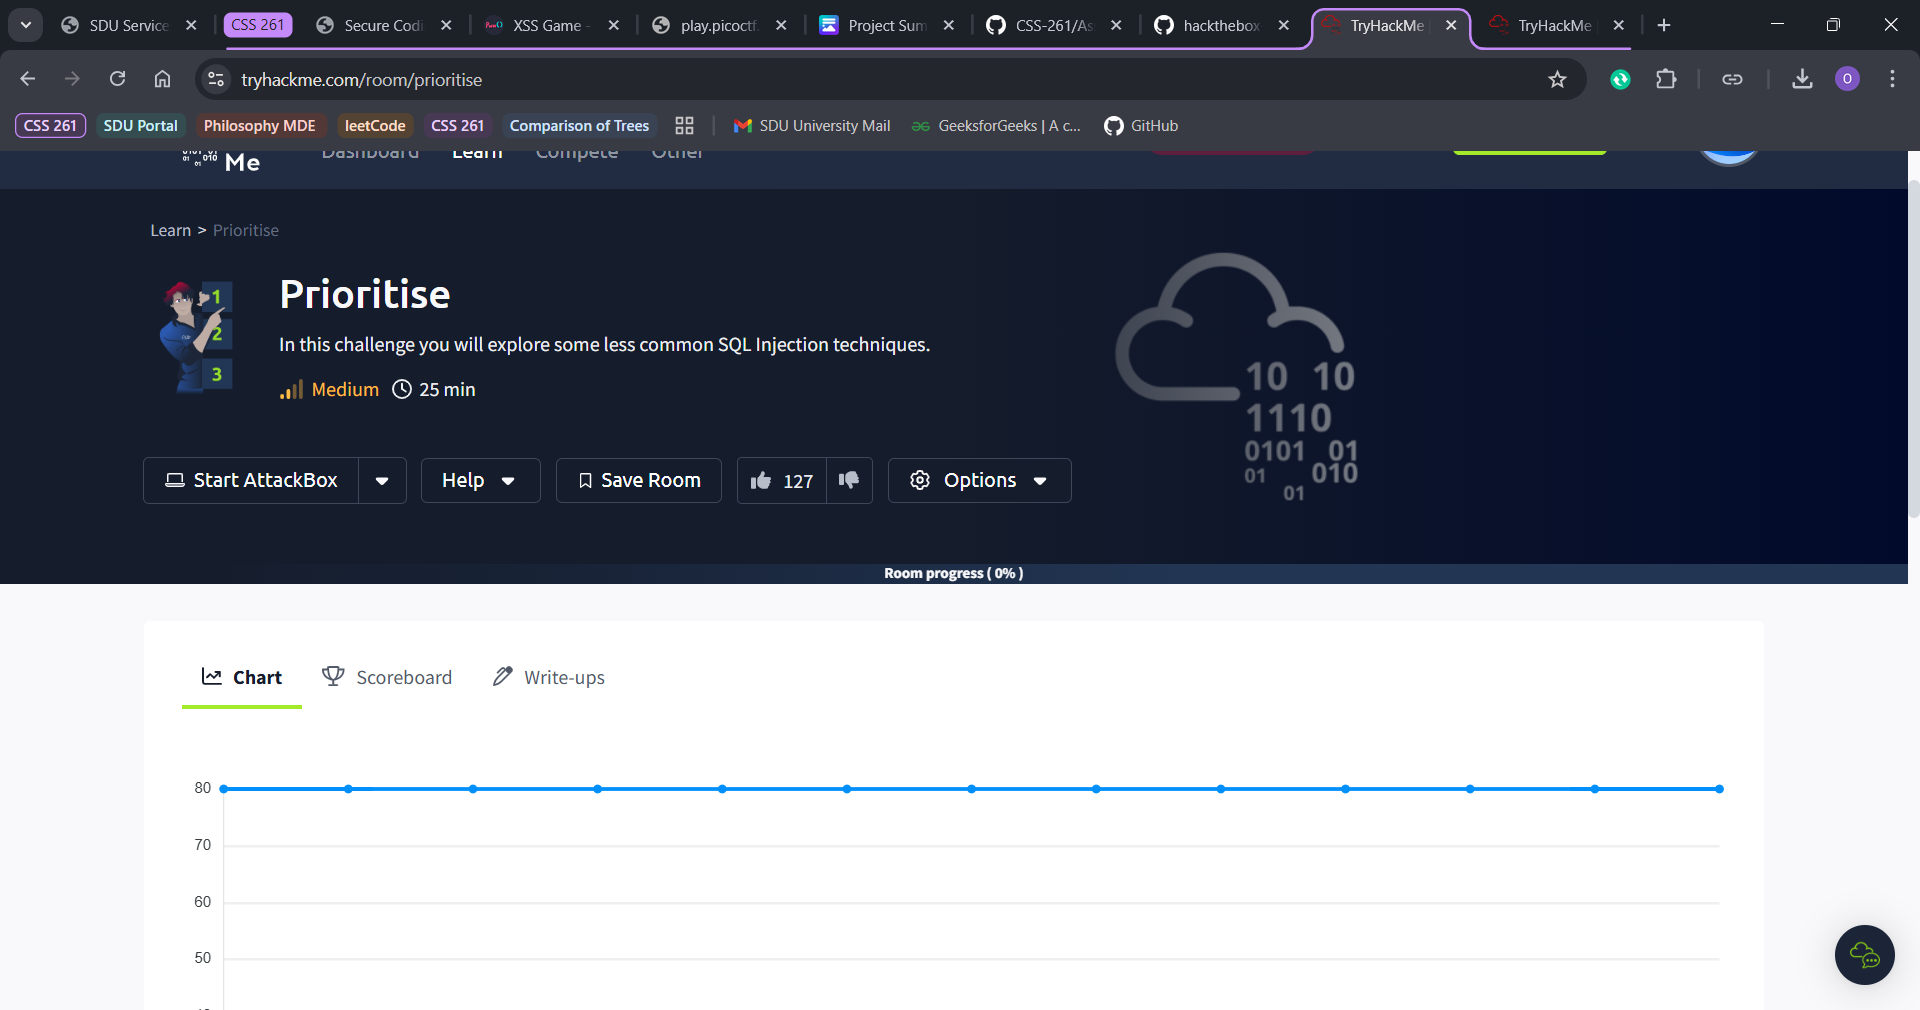 SDU Service
CSS 261
Secure Codi
XSS Game -
play.picoctf.
Project Sum
CSS-261/As
hackthebox
TryHackMe
TryHackMe
tryhackme.com/room/prioritise
O
CSS 261
SDU Portal
Philosophy MDE
leetCode
CSS 261
Comparison of Trees
SDU University Mail
GeeksforGeeks | A c...
GitHub
Me
Dashboard
Learn
Compete
Other
Learn > Prioritise
1
2
3
Prioritise
In this challenge you will explore some less common SQL Injection techniques.
Medium
25 min
10 10
1110
0101 01
01 010
01
Start AttackBox
Help
Save Room
127
Options
Room progress ( 0% )
Chart
Scoreboard
Write-ups
80
70
60
50